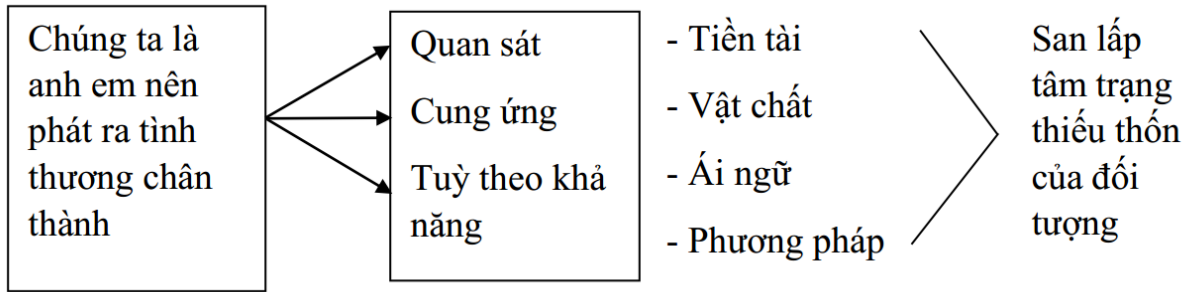 Chúng ta là
anh em nên
phát ra tình
thương chân
thành
Quan sát
Cung ứng
Tuỳ theo khả
năng
- Tiền tài
- Vật chất
- Ái ngữ
- Phương pháp
San lấp
tâm trạng
thiếu thốn
của đối
tượng